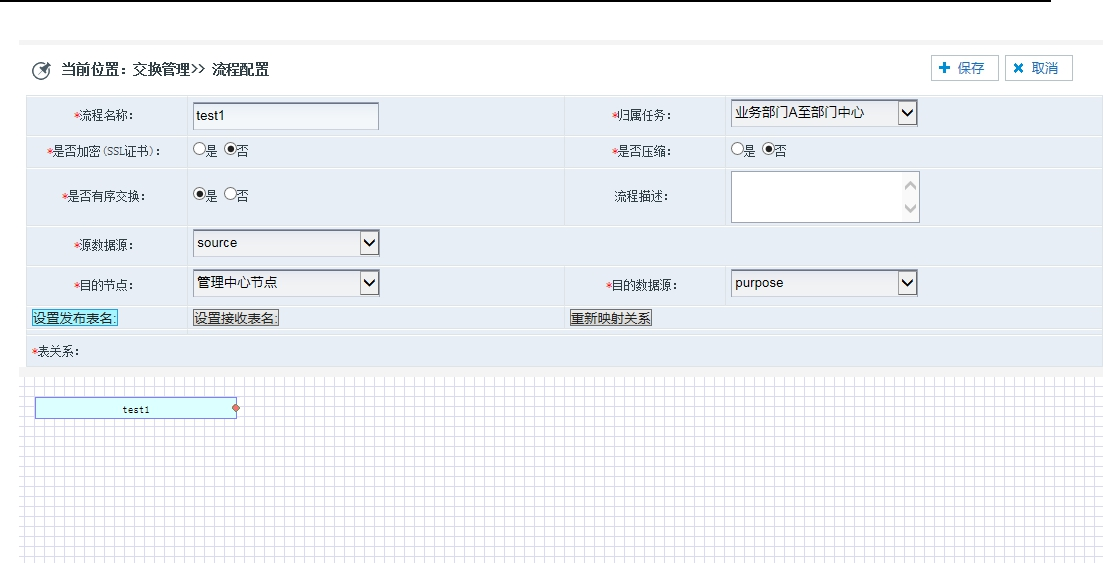 当前位置：交换管理>> 流程配置
保存 取消
*流程名称： test1 *归属任务： 业务部门A至部门中心
*是否加密(SSL证书)： 是 否 *是否压缩： 是 否
*是否有序交换： 是 否 流程描述：
*源数据源： source
*目的节点： 管理中心节点 *目的数据源： purpose
设置发布表名: 设置接收表名: 重新映射关系
*表关系：
test1